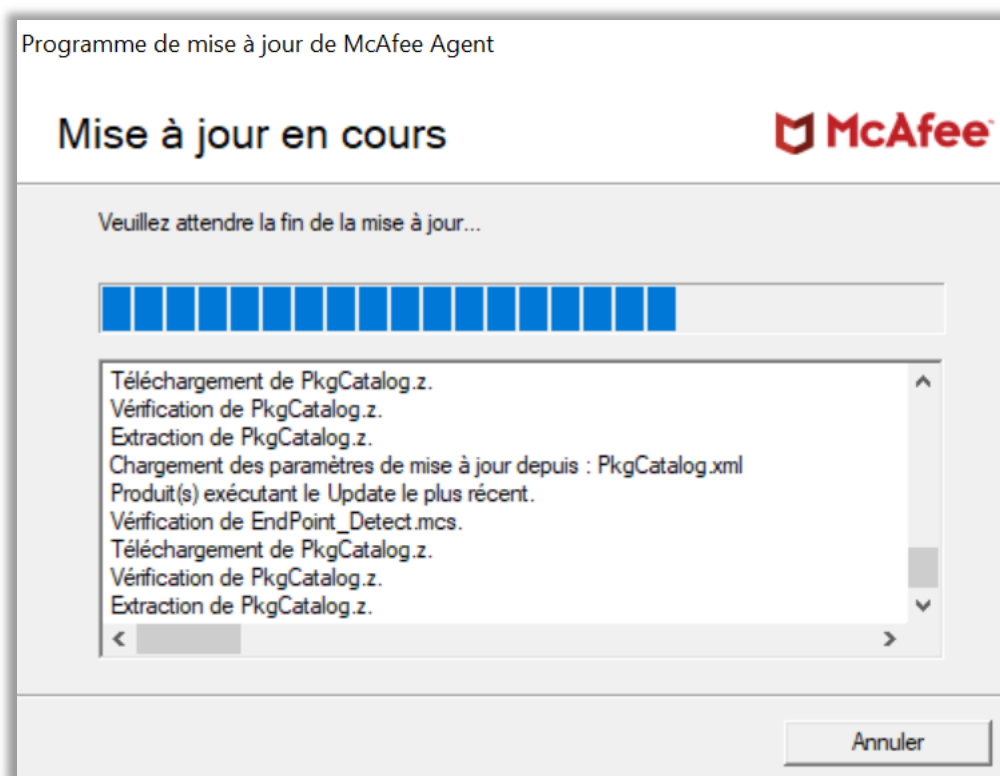 Programme de mise à jour de McAfee Agent
Mise à jour en cours
McAfee
Veuillez attendre la fin de la mise à jour...
Téléchargement de PkgCatalog.z.
Vérification de PkgCatalog.z.
Extraction de PkgCatalog.z.
Chargement des paramètres de mise à jour depuis : PkgCatalog.xml
Produit(s) exécutant le Update le plus récent.
Vérification de EndPoint_Detect.mcs.
Téléchargement de PkgCatalog.z.
Vérification de PkgCatalog.z.
Extraction de PkgCatalog.z.
Annuler